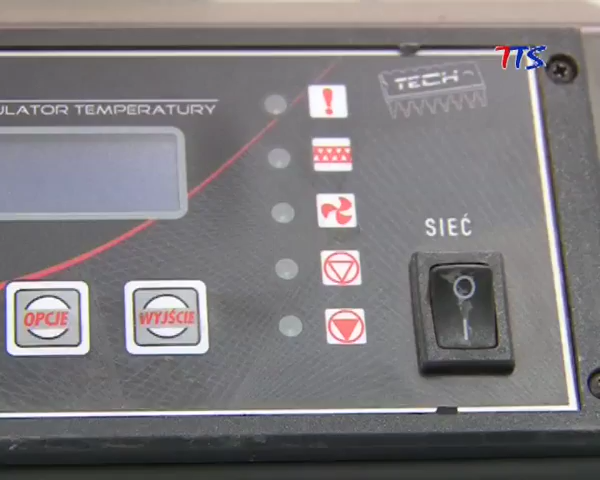 TTS
TECH
ULATOR TEMPERATURY
SIEĆ
OPCJE
WYJŚCIE